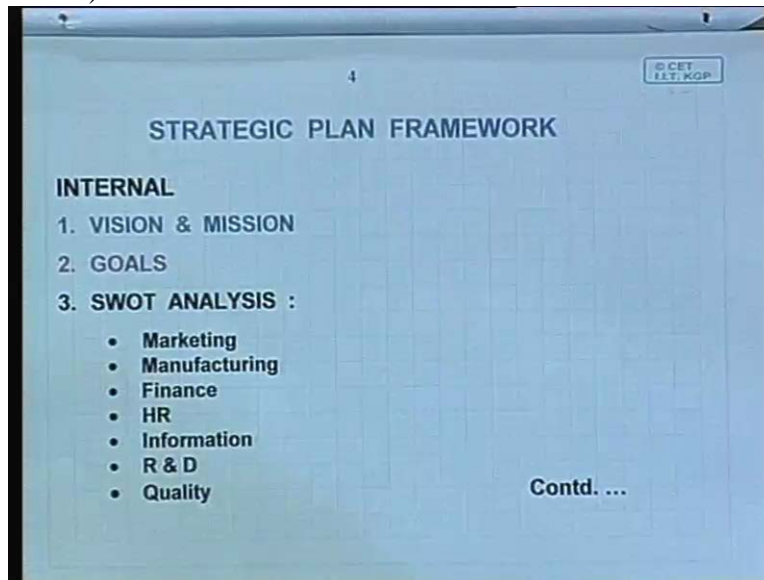 4
© CET
I.I.T. KGP
STRATEGIC PLAN FRAMEWORK
INTERNAL
1. VISION & MISSION
2. GOALS
3. SWOT ANALYSIS :
• Marketing
• Manufacturing
• Finance
• HR
• Information
• R & D
• Quality
Contd. ...